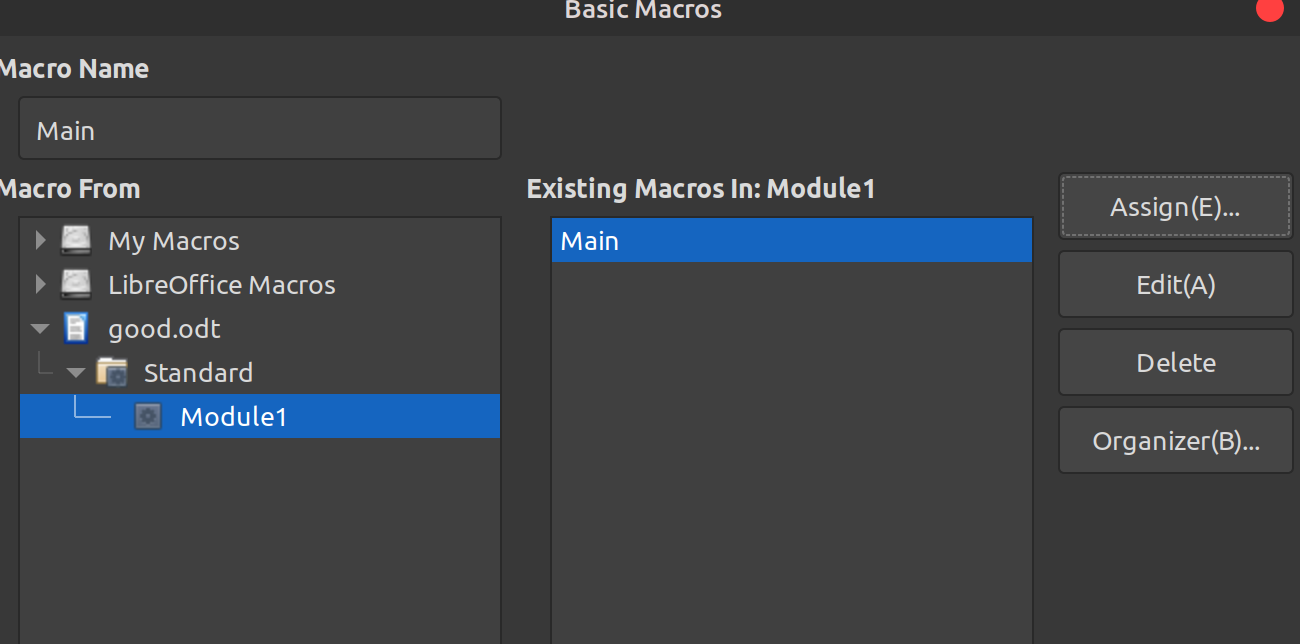 Basic Macros
Macro Name
Main
Macro From
Existing Macros In: Module1
My Macros
LibreOffice Macros
good.odt
Standard
Module1
Main
Assign(E)...
Edit(A)
Delete
Organizer(B)...